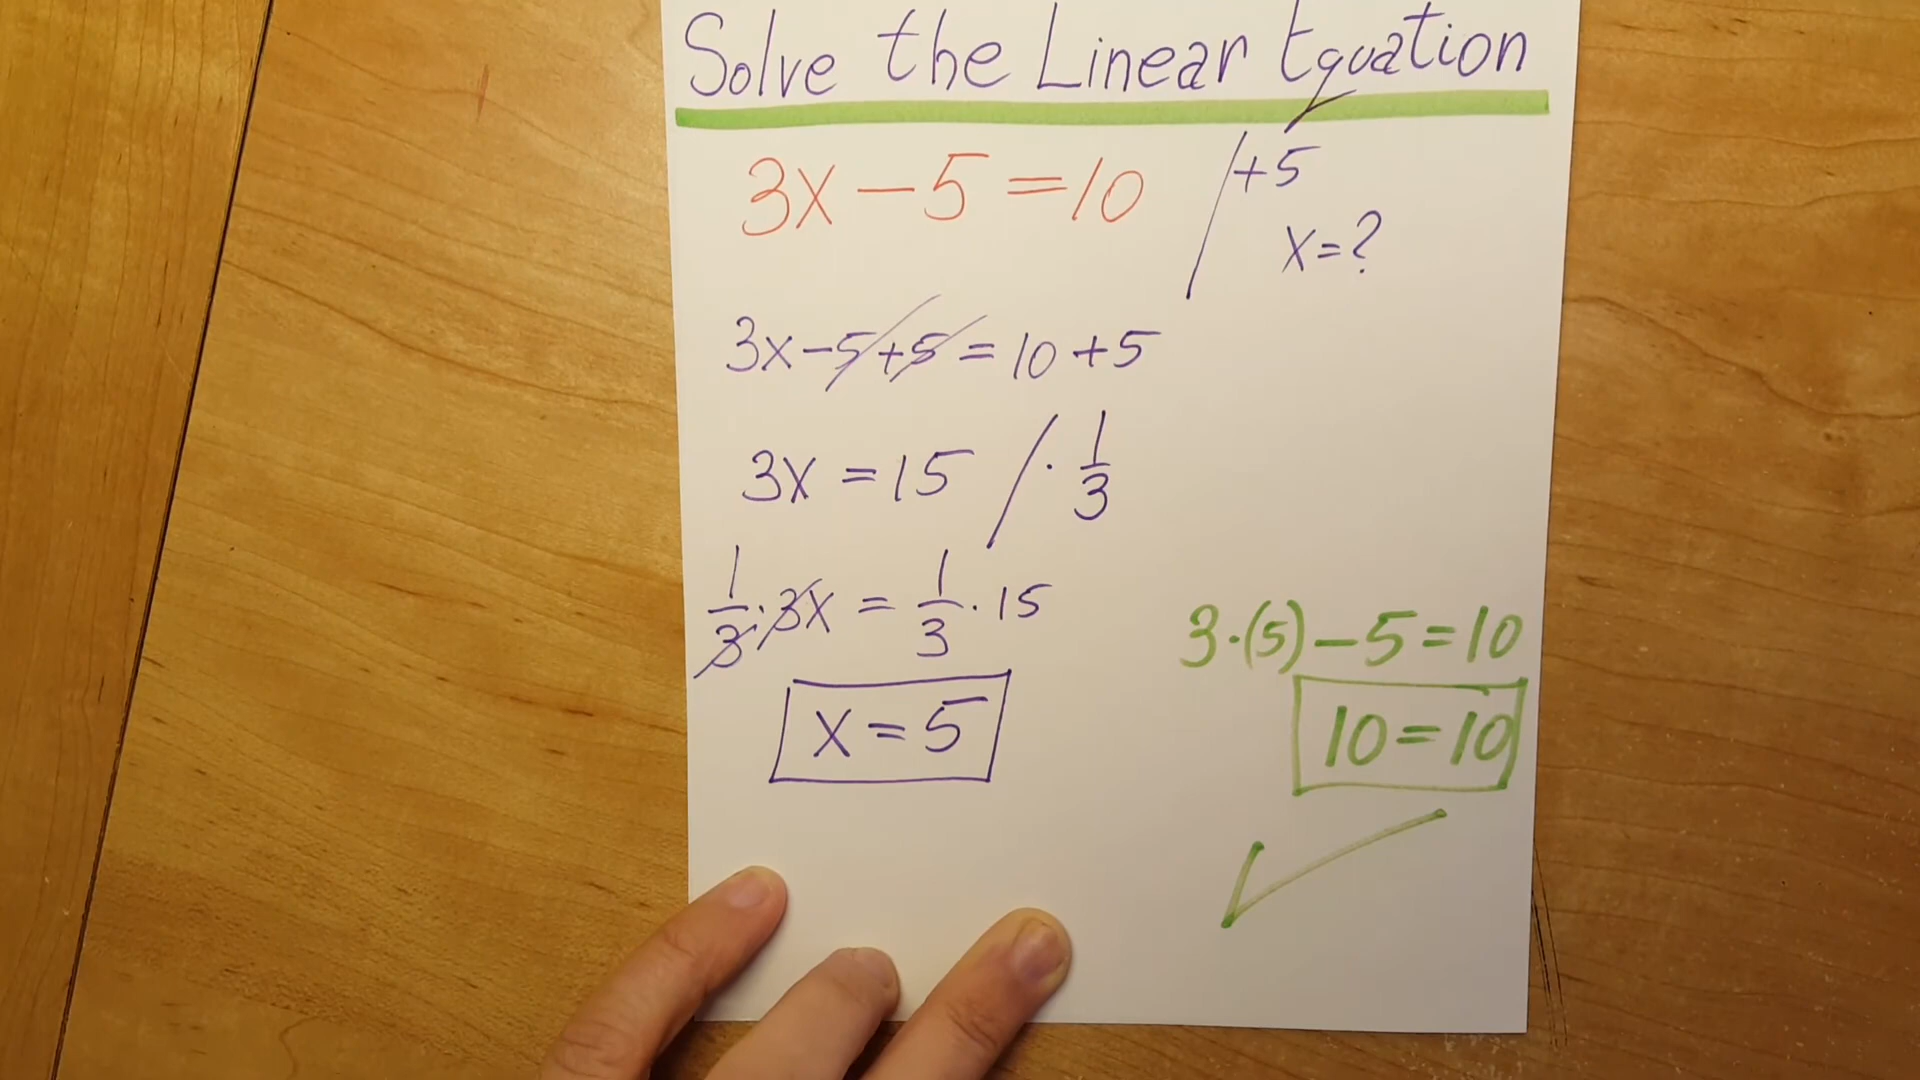 Solve the Linear Equation
3x - 5 = 10 / +5
x = ?
3x - 5 + 5 = 10 + 5
3x = 15 / · 1/3
1/3 · 3x = 1/3 · 15
x = 5
3 · (5) - 5 = 10
10 = 10